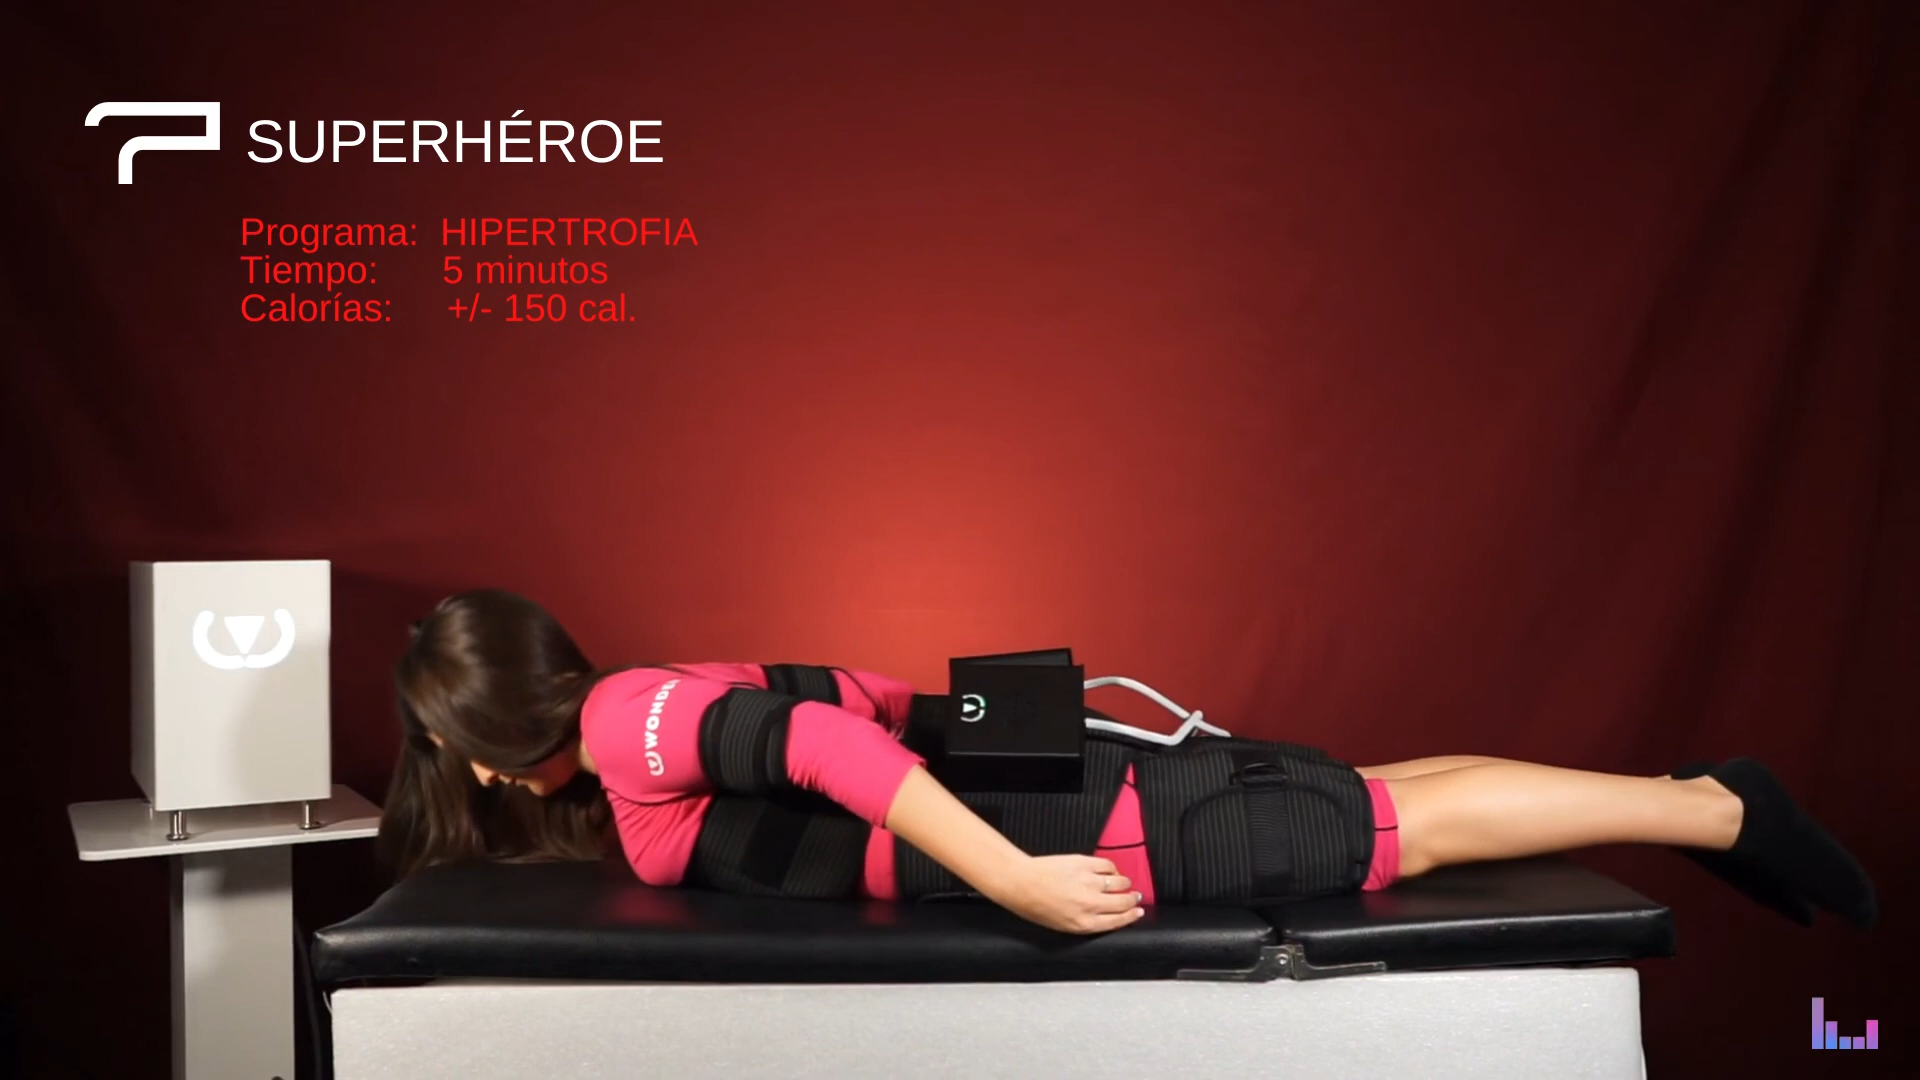 SUPERHÉROE
Programa: HIPERTROFIA
Tiempo: 5 minutos
Calorías: +/- 150 cal.
WONDER